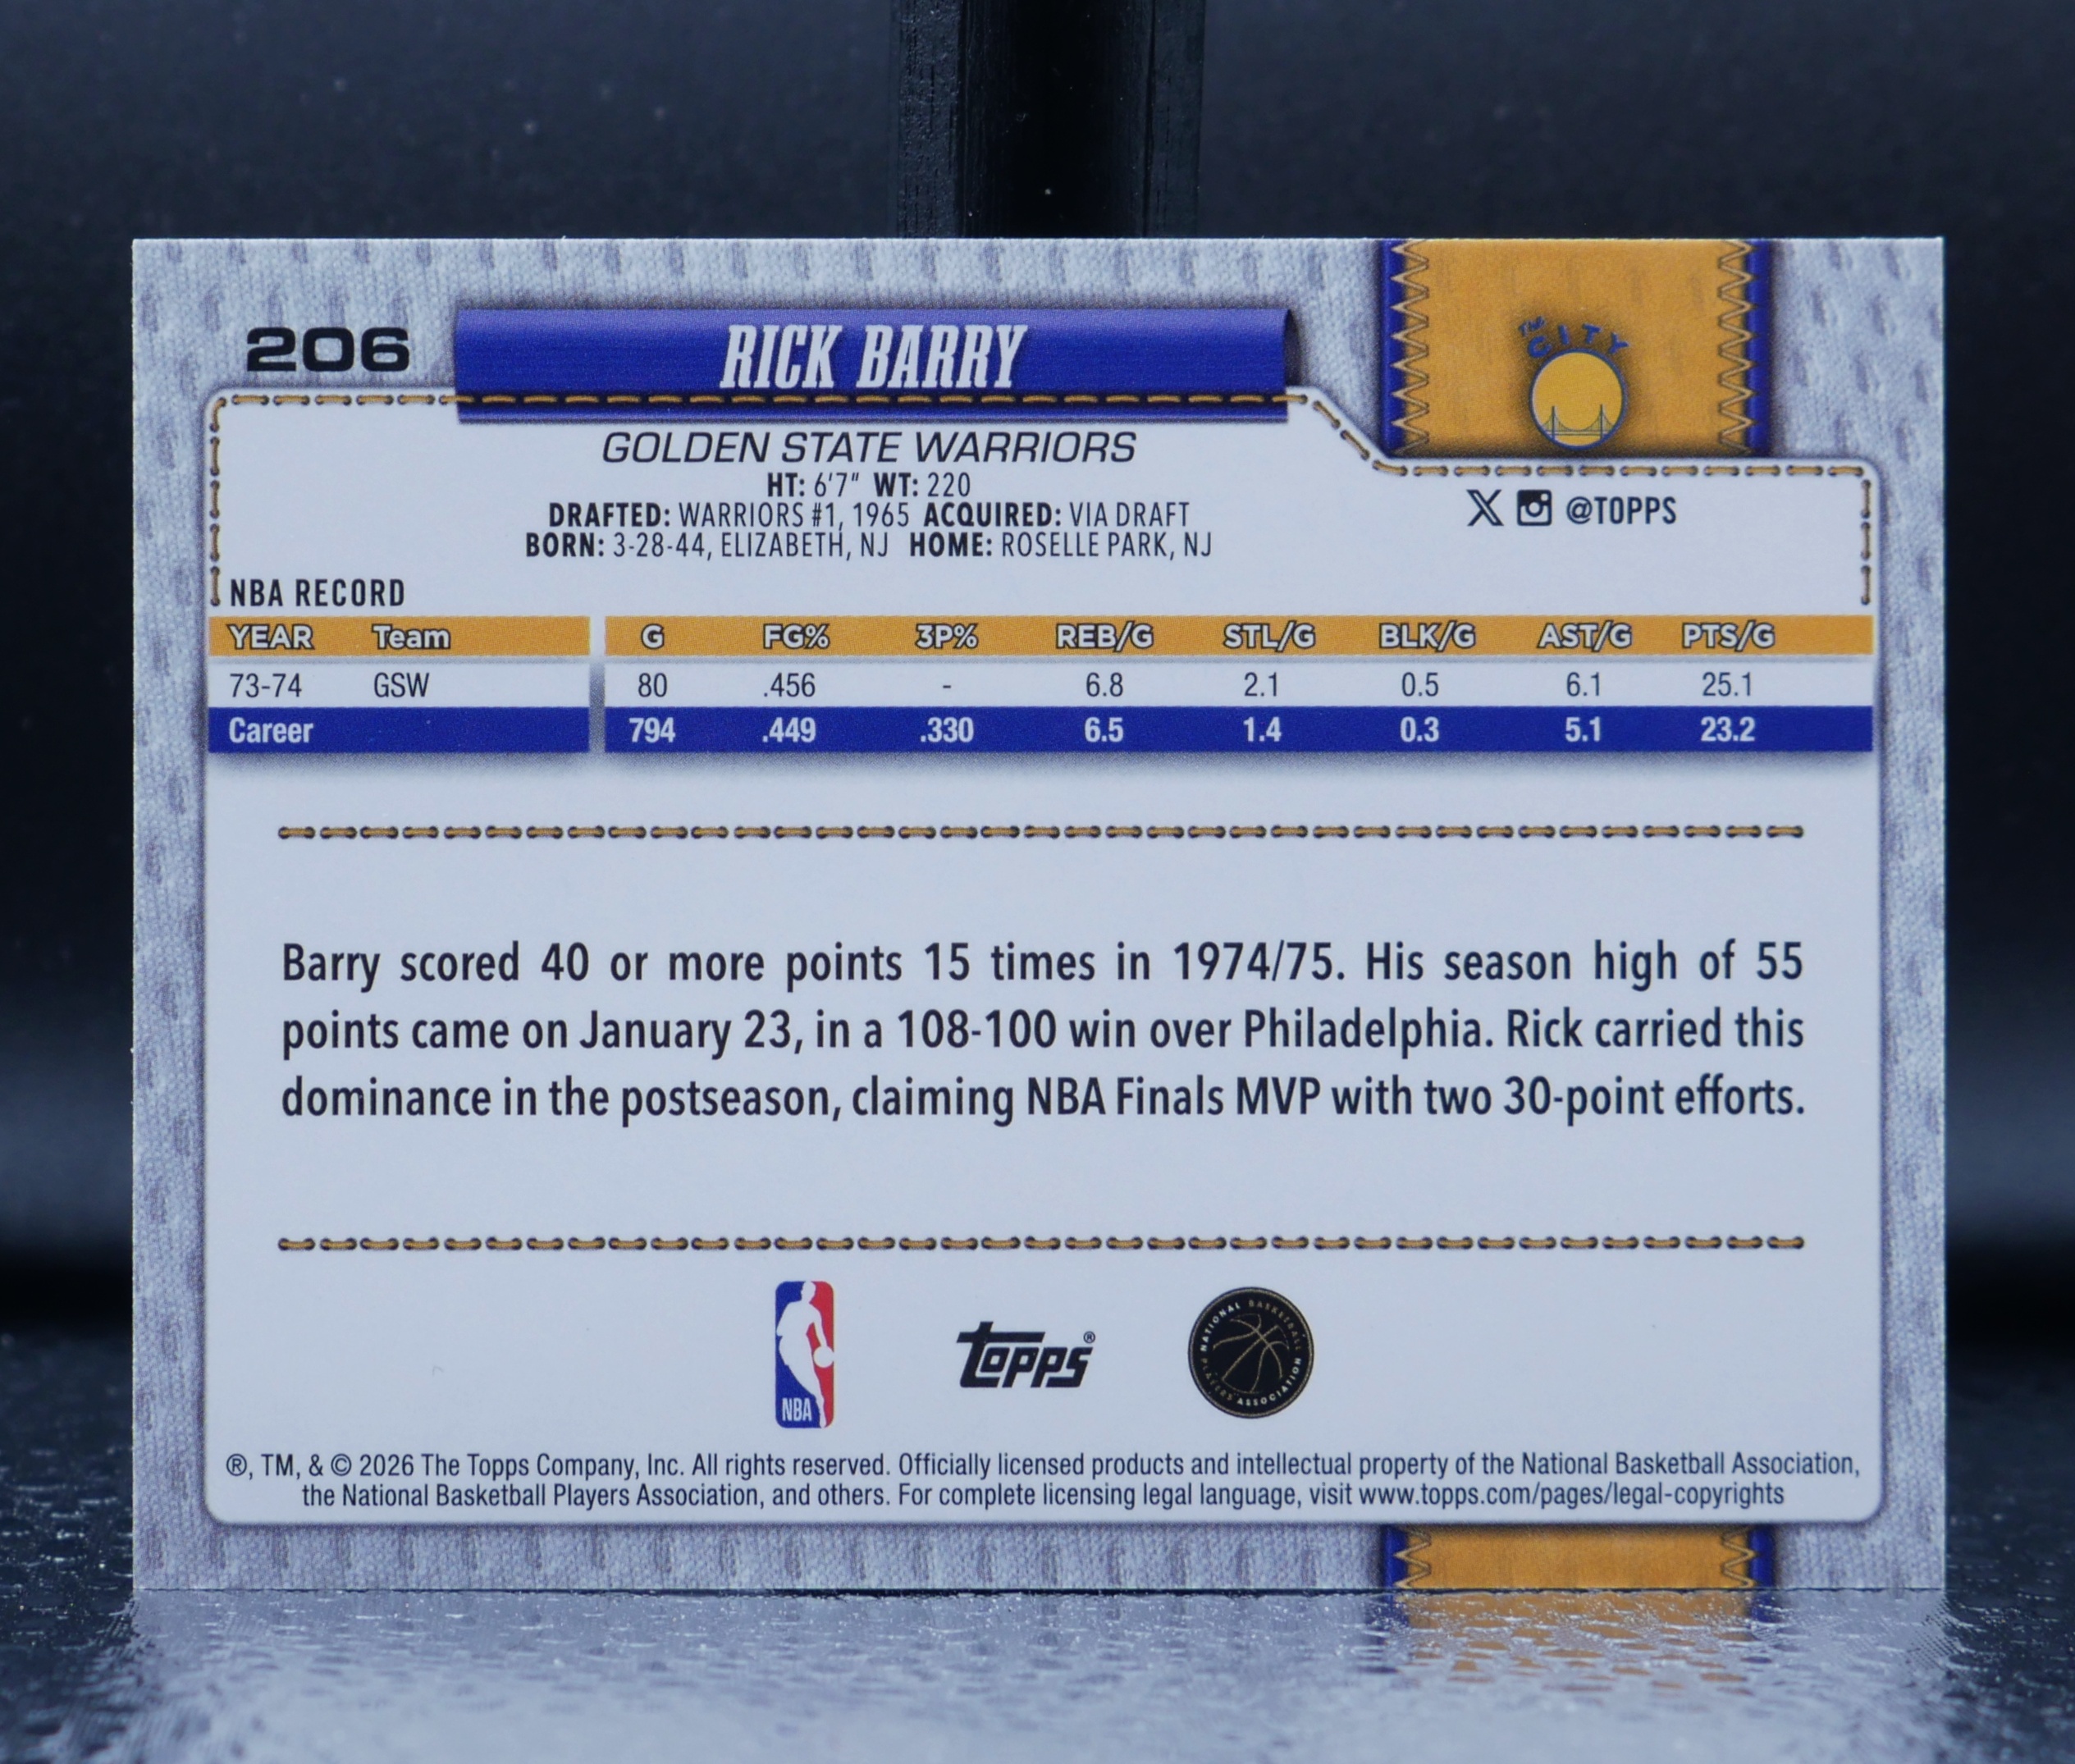 206
RICK BARRY
THE CITY
GOLDEN STATE WARRIORS
HT: 6'7" WT: 220
DRAFTED: WARRIORS #1, 1965 ACQUIRED: VIA DRAFT
BORN: 3-28-44, ELIZABETH, NJ HOME: ROSELLE PARK, NJ
@TOPPS
NBA RECORD
YEAR Team G FG% 3P% REB/G STL/G BLK/G AST/G PTS/G
73-74 GSW 80 .456 - 6.8 2.1 0.5 6.1 25.1
Career 794 .449 .330 6.5 1.4 0.3 5.1 23.2
Barry scored 40 or more points 15 times in 1974/75. His season high of 55
points came on January 23, in a 108-100 win over Philadelphia. Rick carried this
dominance in the postseason, claiming NBA Finals MVP with two 30-point efforts.
NBA
topps®
NATIONAL BASKETBALL PLAYERS ASSOCIATION
®, TM, & © 2026 The Topps Company, Inc. All rights reserved. Officially licensed products and intellectual property of the National Basketball Association,
the National Basketball Players Association, and others. For complete licensing legal language, visit www.topps.com/pages/legal-copyrights